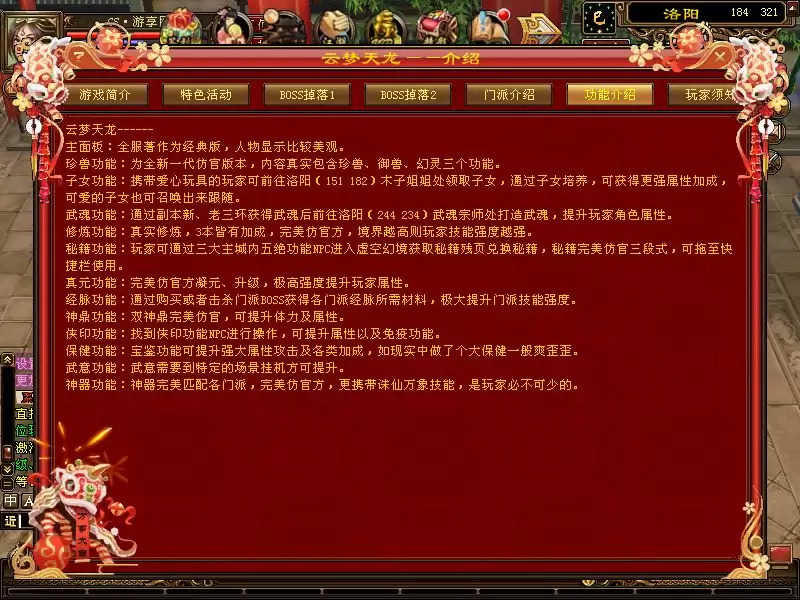 洛阳 184 321
云梦天龙——介绍
游戏简介 特色活动 BOSS掉落1 BOSS掉落2 门派介绍 功能介绍 玩家须知
云梦天龙------
主面板：全服著作为经典版，人物显示比较美观。
珍兽功能：为全新一代仿官版本，内容真实包含珍兽、御兽、幻灵三个功能。
子女功能：携带爱心玩具的玩家可前往洛阳（151 182）木子姐姐处领取子女，通过子女培养，可获得更强属性加成，
可爱的子女也可召唤出来跟随。
武魂功能：通过副本新、老三环获得武魂后前往洛阳（244 234）武魂宗师处打造武魂，提升玩家角色属性。
修炼功能：真实修炼，3本皆有加成，完美仿官方，境界越高则玩家技能强度越强。
秘籍功能：玩家可通过三大主城内五绝功能NPC进入虚空幻境获取秘籍残页兑换秘籍，秘籍完美仿官三段式，可拖至快
捷栏使用。
真元功能：完美仿官方凝元、升级，极高强度提升玩家属性。
经脉功能：通过购买或者击杀门派BOSS获得各门派经脉所需材料，极大提升门派技能强度。
神鼎功能：双神鼎完美仿官，可提升体力及属性。
侠印功能：找到侠印功能NPC进行操作，可提升属性以及免疫功能。
保健功能：宝鉴功能可提升强大属性攻击及各类加成，如现实中做了个大保健一般爽歪歪。
武意功能：武意需要到特定的场景挂机方可提升。
神器功能：神器完美匹配各门派，完美仿官方，更携带诛仙万象技能，是玩家必不可少的。
直
位
级
等
中 A
近